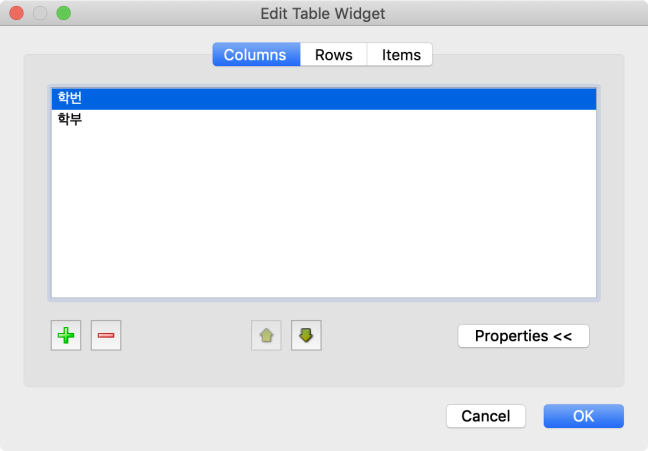 Edit Table Widget
Columns Rows Items
학번
학부
Properties <<
Cancel OK